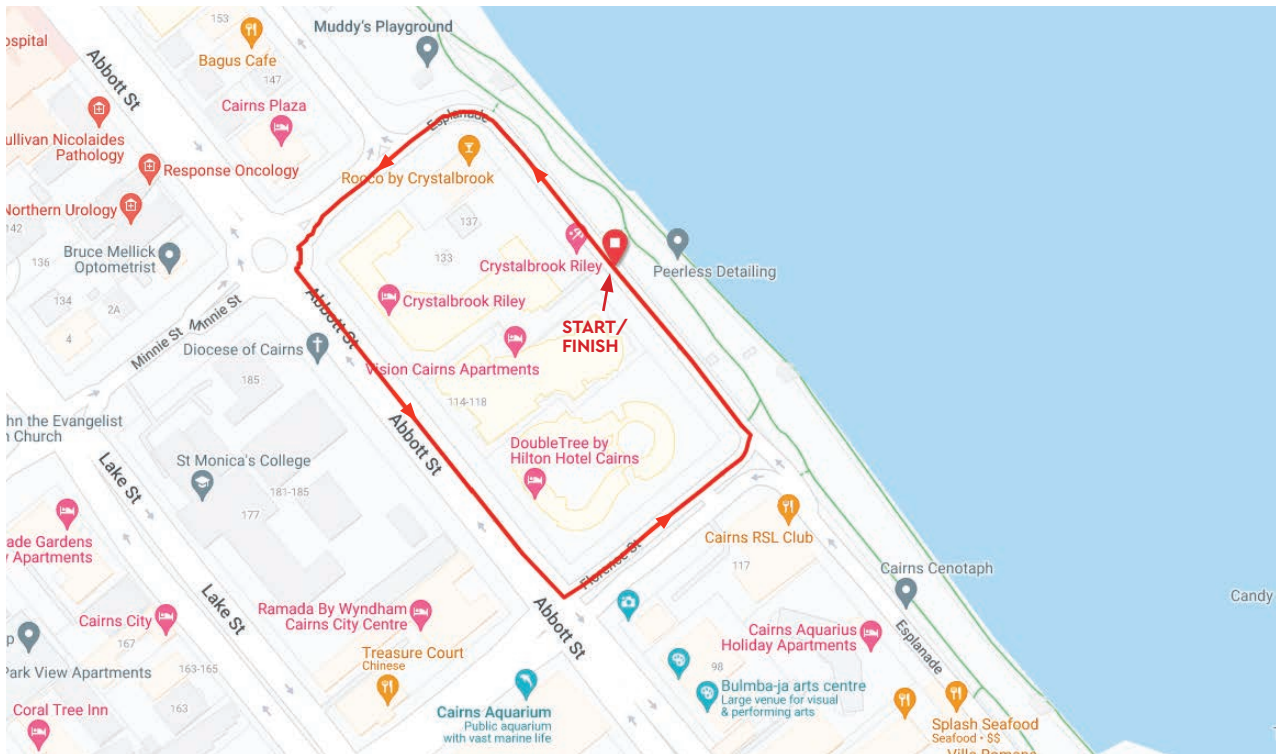 153
Muddy's Playground
ospital
Bagus Cafe
Abbott St
147
Cairns Plaza
Esplanade
ullivan Nicolaides
Pathology
Response Oncology
Rocco by Crystalbrook
Northern Urology
142
137
Bruce Mellick
Optometrist
136
133
Crystalbrook Riley
Peerless Detailing
134
2A
4
Minnie St
Minnie St
Abbott St
Crystalbrook Riley
START/
FINISH
Diocese of Cairns
185
Vision Cairns Apartments
114-118
hn the Evangelist
n Church
Abbott St
DoubleTree by
Hilton Hotel Cairns
Lake St
St Monica's College
181-185
177
ade Gardens
y Apartments
Cairns RSL Club
117
Florence St
Cairns Cenotaph
Candy
Lake St
Ramada By Wyndham
Cairns City Centre
Abbott St
Cairns City
167
Cairns Aquarius
Holiday Apartments
Esplanade
p
Park View Apartments
163-165
Treasure Court
Chinese
98
Bulmba-ja arts centre
Large venue for visual
& performing arts
Coral Tree Inn
163
Cairns Aquarium
Public aquarium
with vast marine life
Splash Seafood
Seafood • $$
Villa Romana